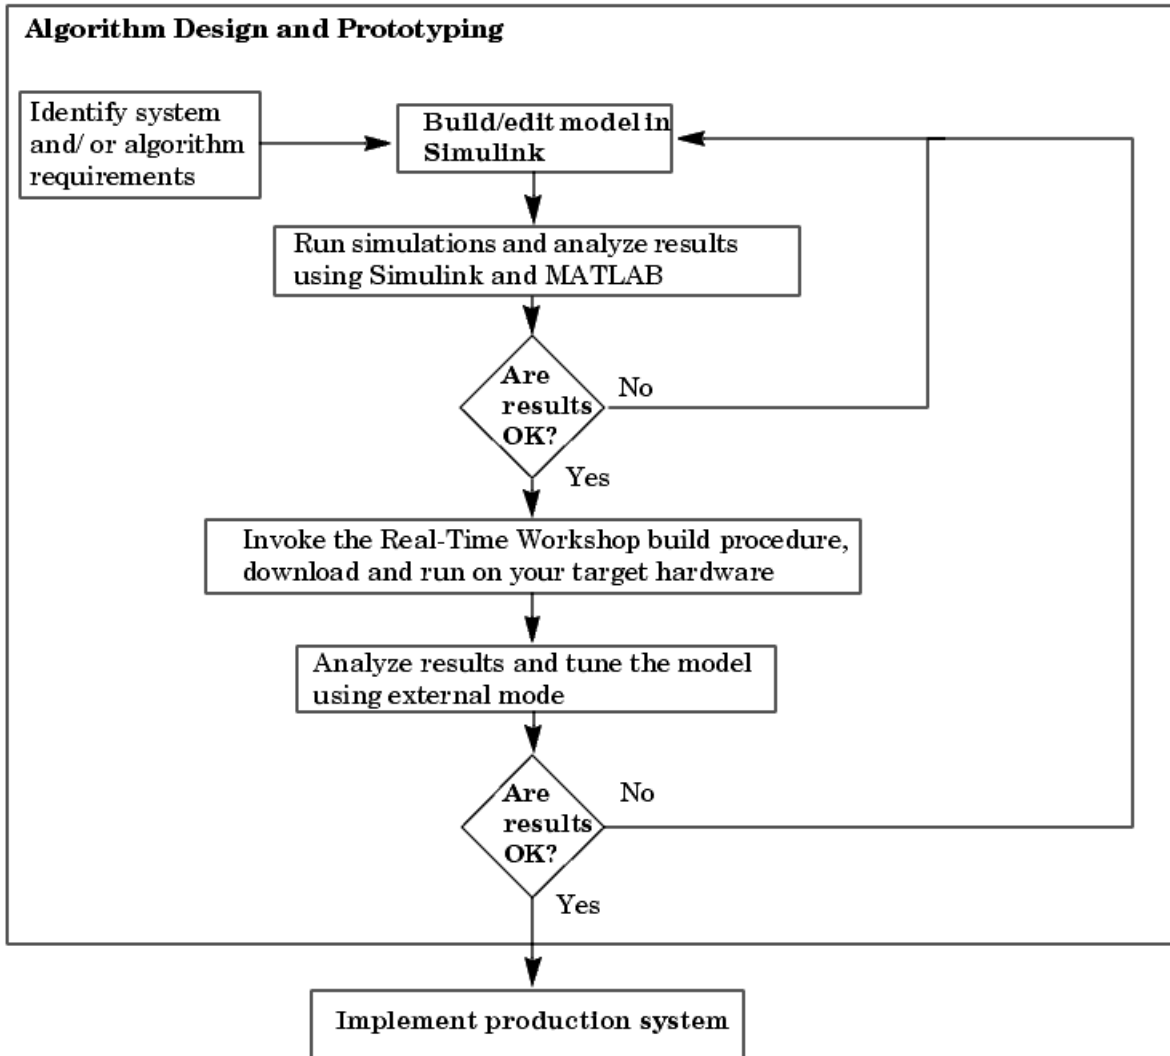 Algorithm Design and Prototyping
Identify system
and/ or algorithm
requirements
Build/edit model in
Simulink
Run simulations and analyze results
using Simulink and MATLAB
Are
results
OK?
No
Yes
Invoke the Real-Time Workshop build procedure,
download and run on your target hardware
Analyze results and tune the model
using external mode
Are
results
OK?
No
Yes
Implement production system